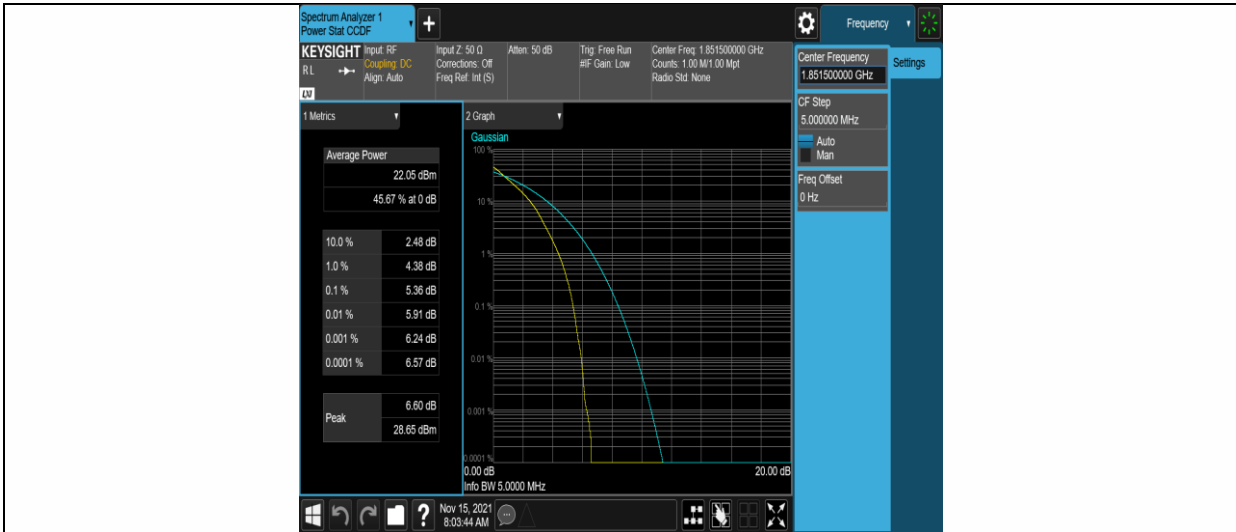 Spectrum Analyzer 1
Power Stat CCDF
+
Frequency
KEYSIGHT
RL
LXI
Input: RF
Coupling: DC
Align: Auto
Input Z: 50 Ω
Corrections: Off
Freq Ref: Int (S)
Atten: 50 dB
Trig: Free Run
#IF Gain: Low
Center Freq: 1.851500000 GHz
Counts: 1.00 M/1.00 Mpt
Radio Std: None
Center Frequency
1.851500000 GHz
Settings
CF Step
5.000000 MHz
Auto
Man
Freq Offset
0 Hz
1 Metrics
Average Power
22.05 dBm
45.67 % at 0 dB
10.0 % 2.48 dB
1.0 % 4.38 dB
0.1 % 5.36 dB
0.01 % 5.91 dB
0.001 % 6.24 dB
0.0001 % 6.57 dB
Peak
6.60 dB
28.65 dBm
2 Graph
Gaussian
100 %
10 %
1 %
0.1 %
0.01 %
0.001 %
0.0001 %
0.00 dB 20.00 dB
Info BW 5.0000 MHz
?
Nov 15, 2021
8:03:44 AM